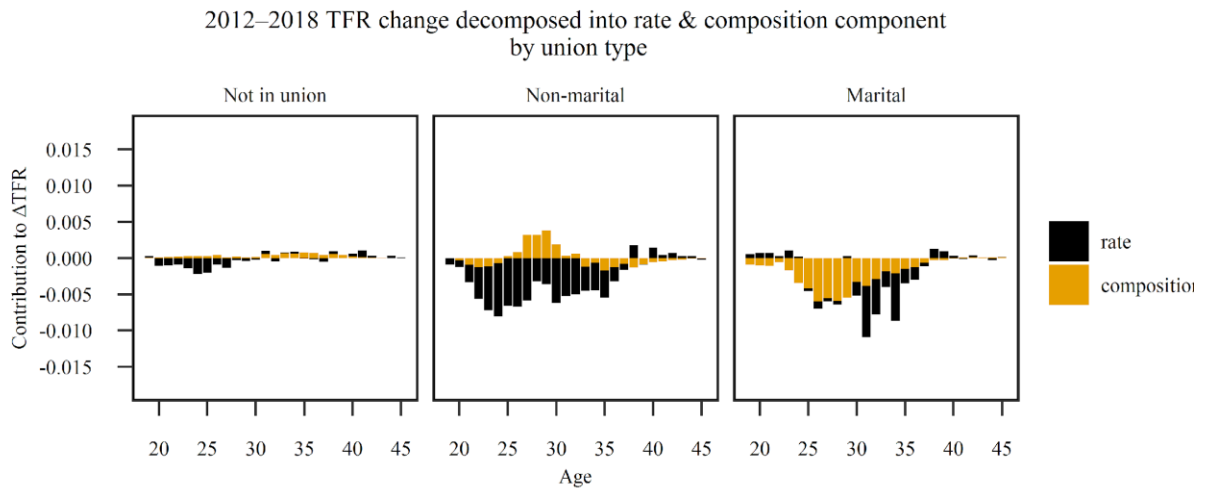 2012–2018 TFR change decomposed into rate & composition component
by union type
Not in union Non-marital Marital
Contribution to ΔTFR
0.015
0.010
0.005
0.000
-0.005
-0.010
-0.015
20 25 30 35 40 45 20 25 30 35 40 45 20 25 30 35 40 45
Age
rate
composition